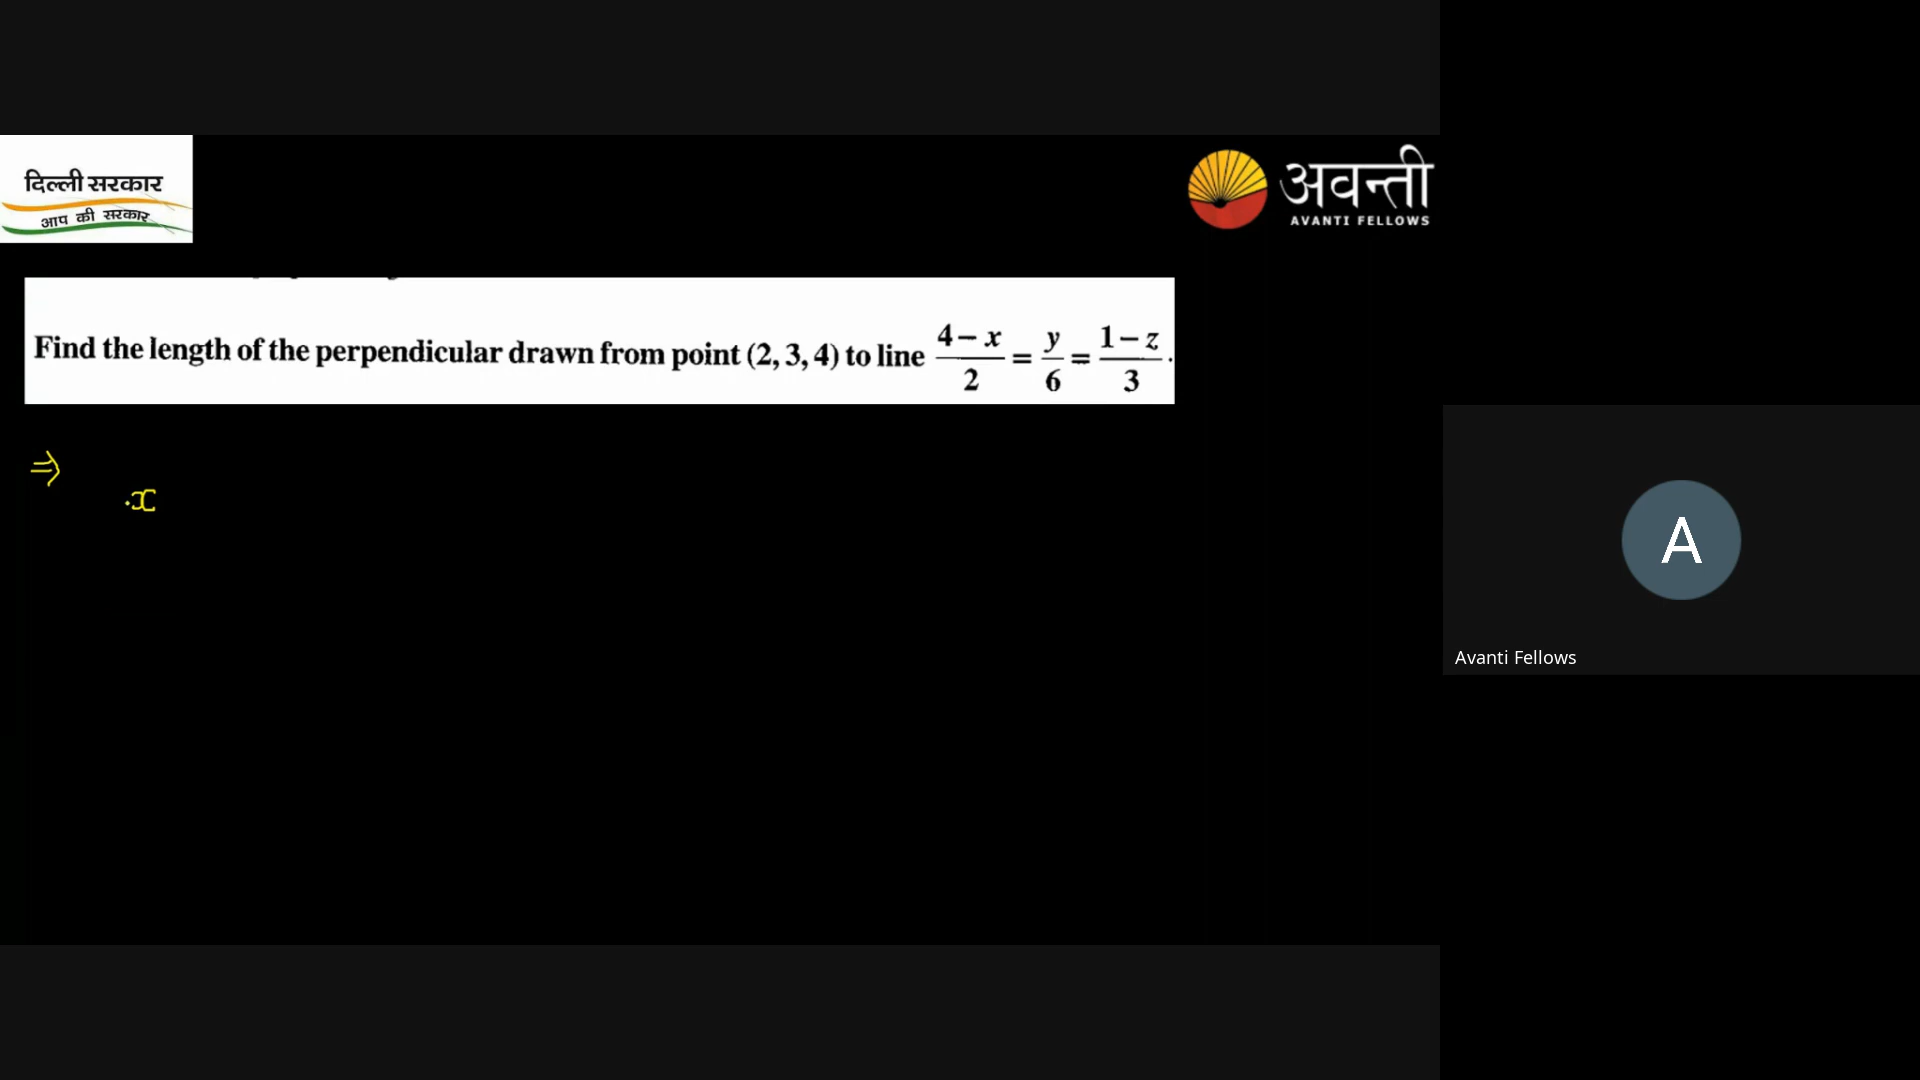 दिल्ली सरकार
आप की सरकार
अवन्ती
AVANTI FELLOWS
Find the length of the perpendicular drawn from point (2, 3, 4) to line (4 − x)/2 = y/6 = (1 − z)/3.
⇒
x
A
Avanti Fellows